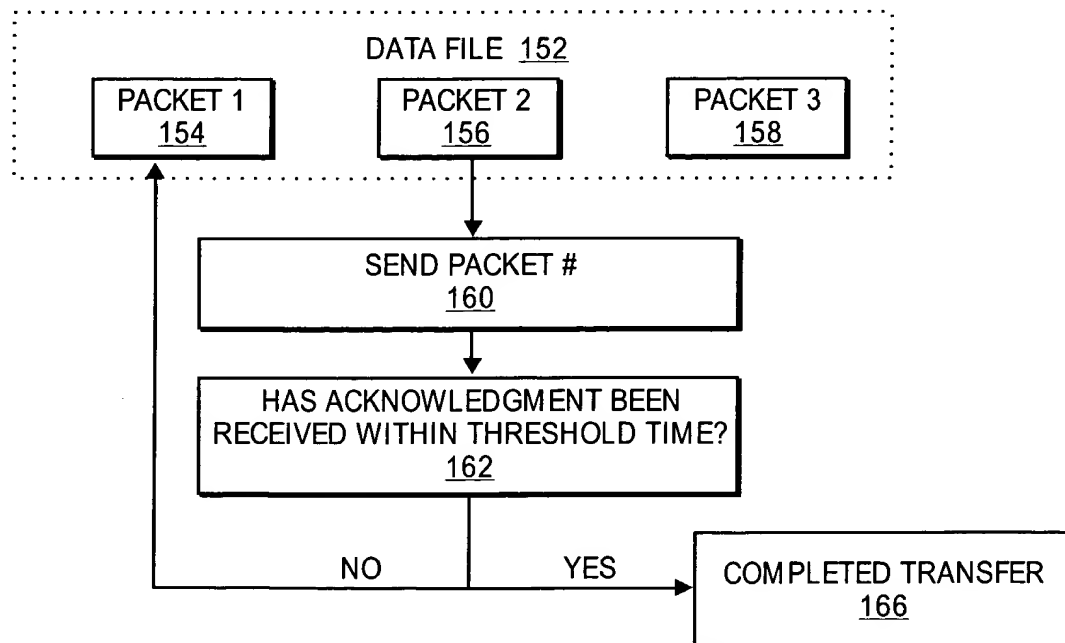 DATA FILE 152
PACKET 1
154
PACKET 2
156
PACKET 3
158
SEND PACKET #
160
HAS ACKNOWLEDGMENT BEEN
RECEIVED WITHIN THRESHOLD TIME?
162
NO
YES
COMPLETED TRANSFER
166